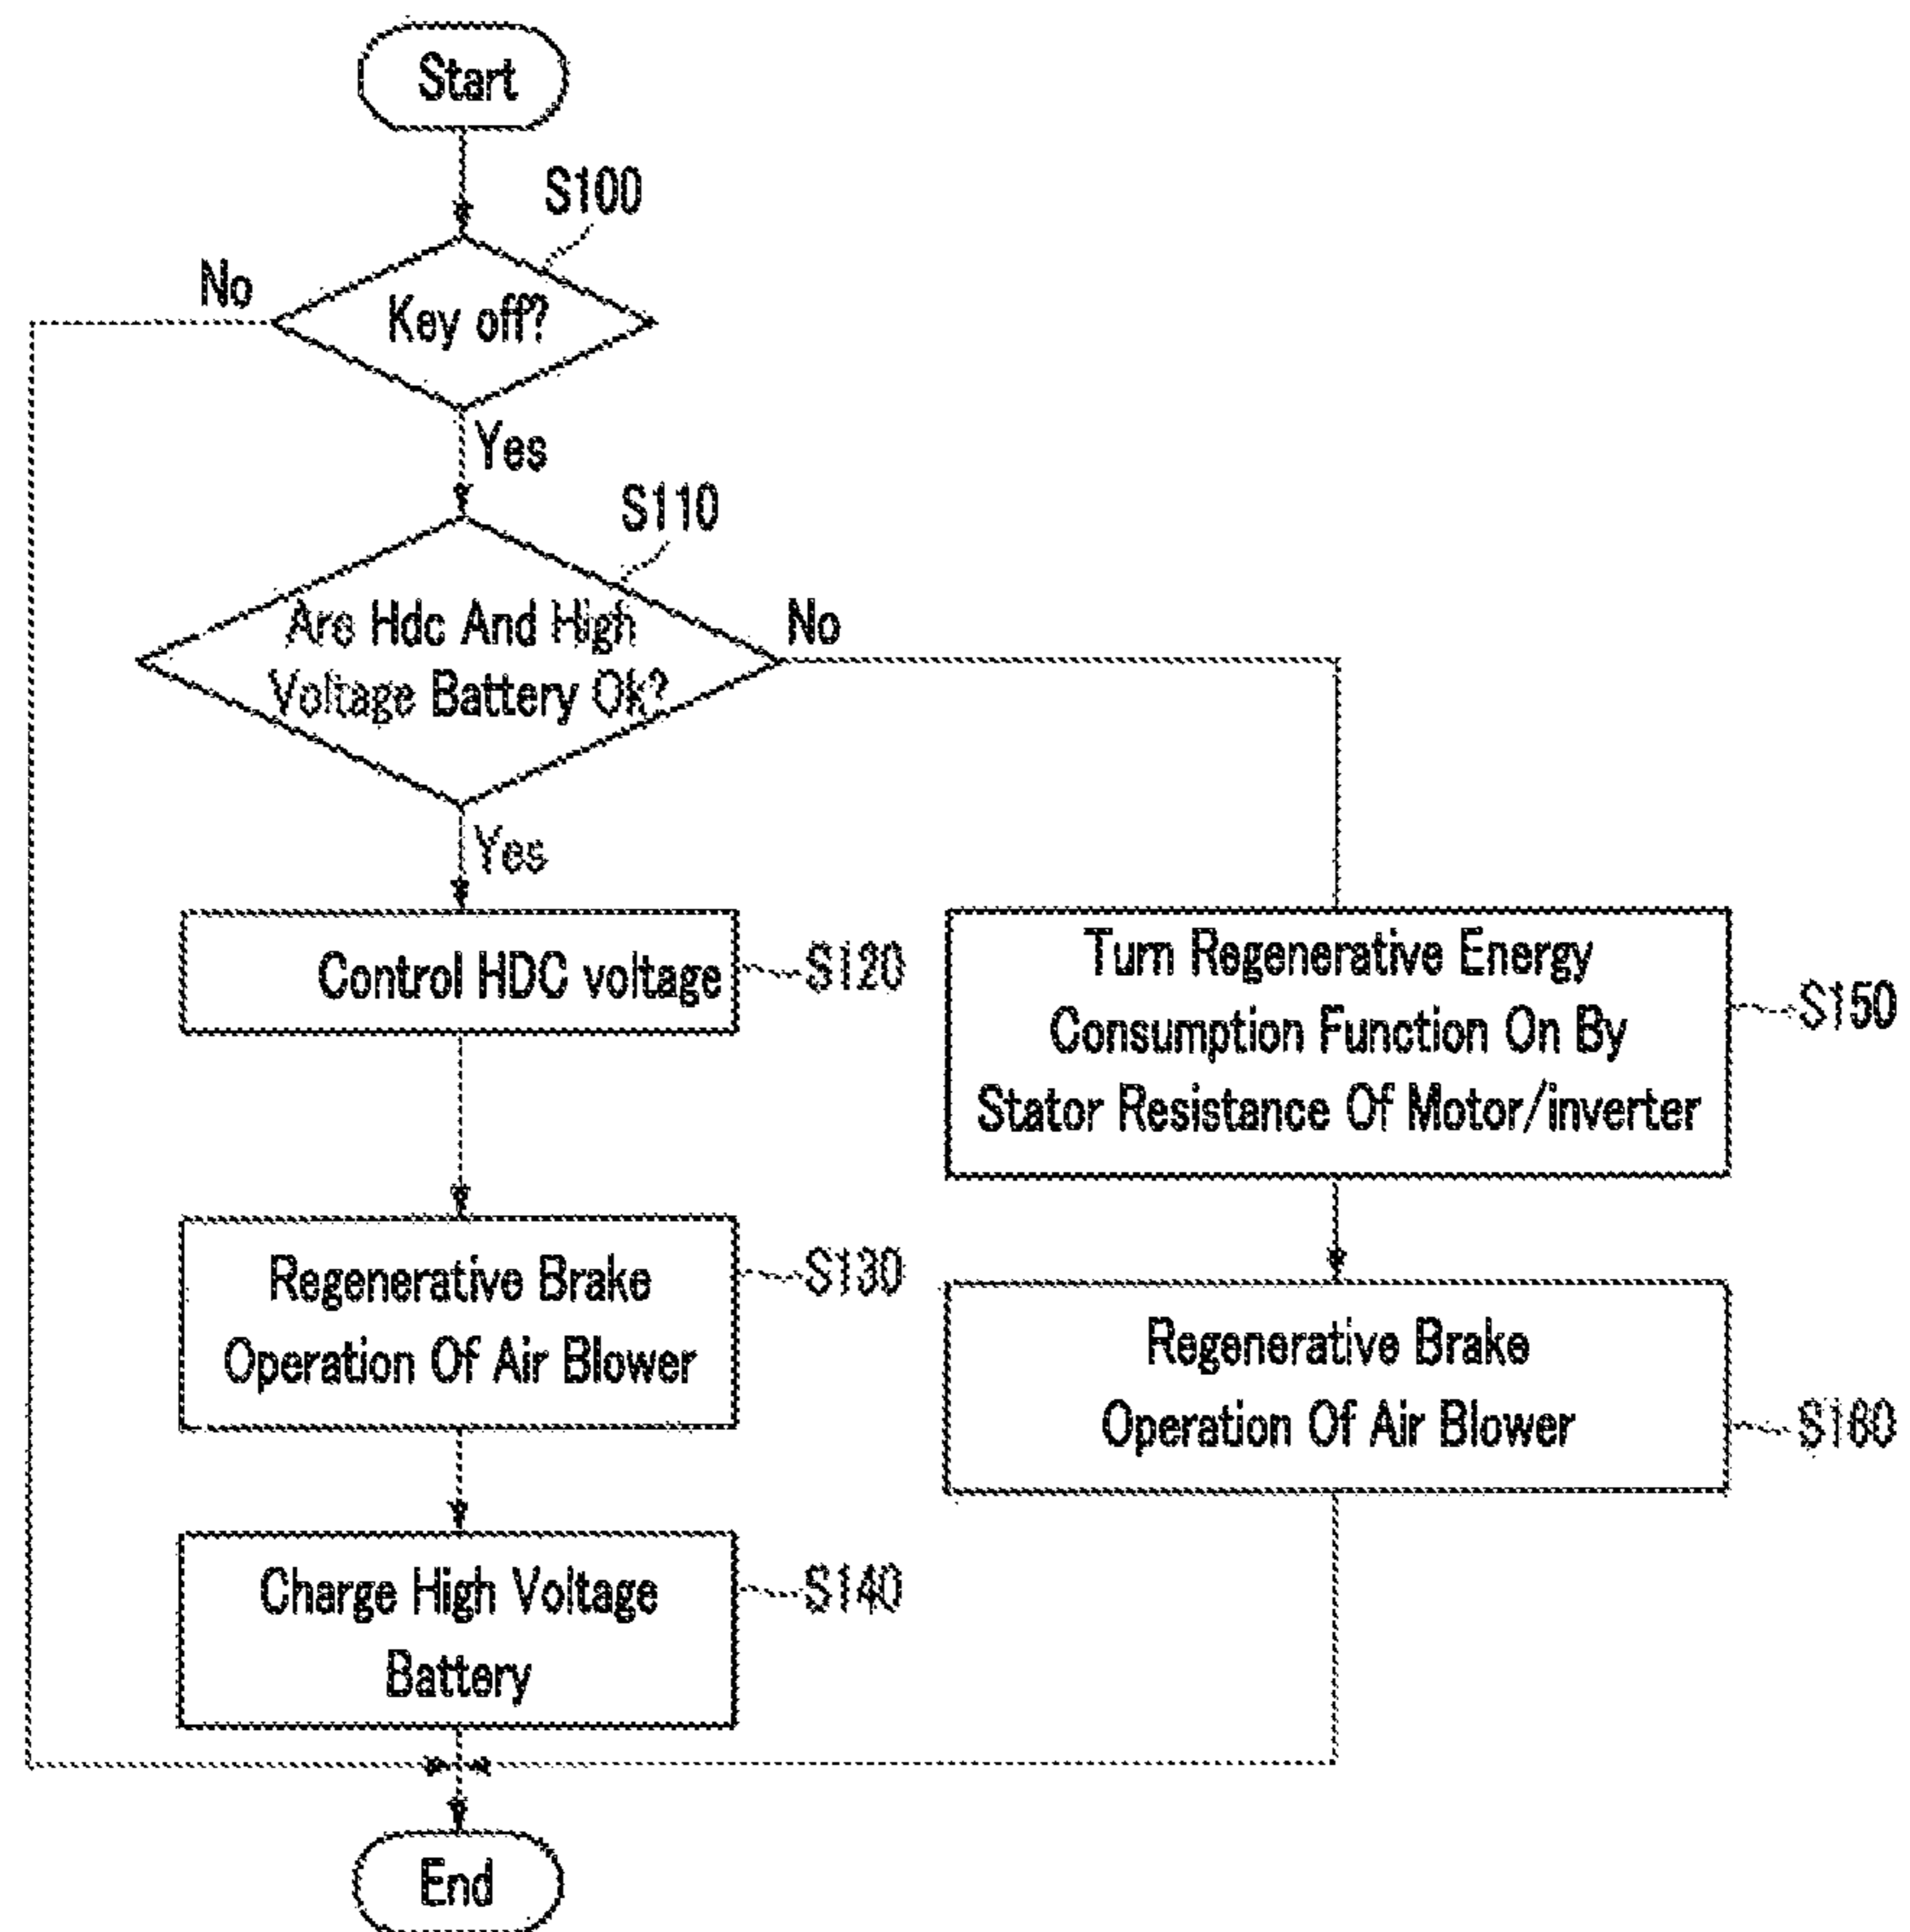 Start
S100
No
Key off?
Yes
S110
Are Hdc And High
Voltage Battery Ok?
No
Yes
Control HDC voltage
S120
Turn Regenerative Energy
Consumption Function On By
Stator Resistance Of Motor/inverter
S150
Regenerative Brake
Operation Of Air Blower
S130
Regenerative Brake
Operation Of Air Blower
S160
Charge High Voltage
Battery
S140
End